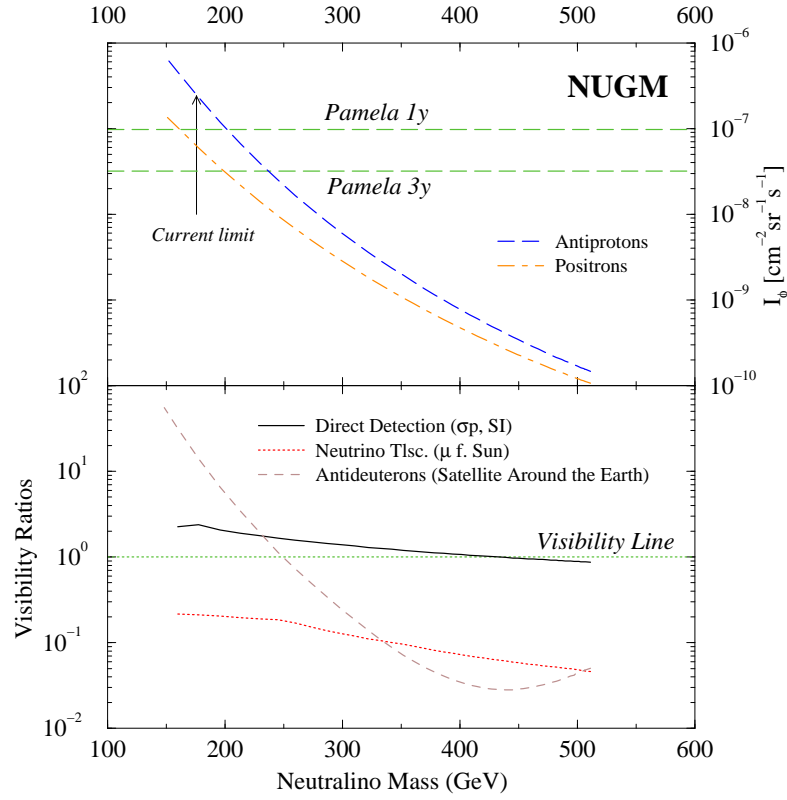 100 200 300 400 500 600
NUGM
10⁻⁶
Pamela 1y
10⁻⁷
Pamela 3y
10⁻⁸
Current limit
Antiprotons
Positrons
10⁻⁹
10⁻¹⁰
I_ϕ [cm⁻² sr⁻¹ s⁻¹]
10²
Direct Detection (σp, SI)
Neutrino Tlsc. (μ f. Sun)
Antideuterons (Satellite Around the Earth)
10¹
Visibility Line
10⁰
10⁻¹
10⁻²
Visibility Ratios
100 200 300 400 500 600
Neutralino Mass (GeV)